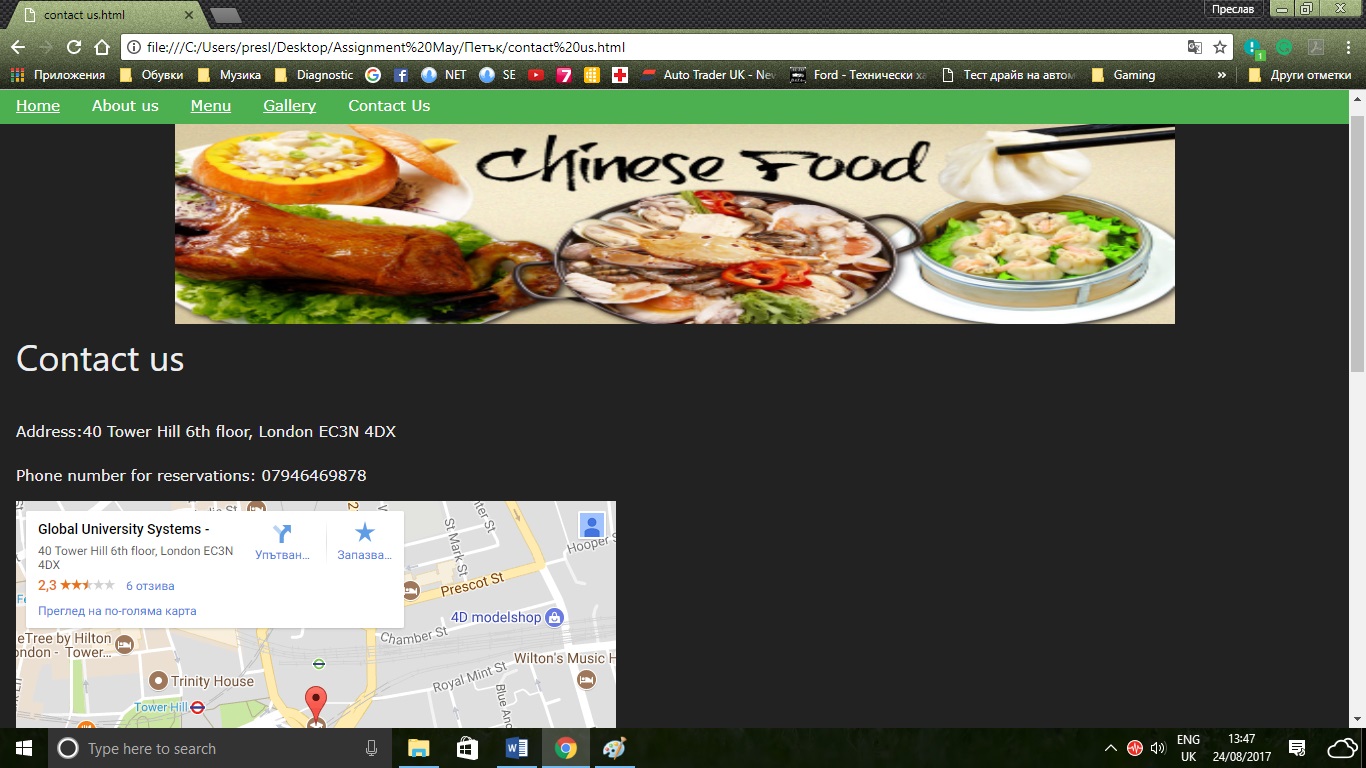 contact us.html
Преслав
file:///C:/Users/presl/Desktop/Assignment%20May/Петък/contact%20us.html
Приложения Обувки Музика Diagnostic NET SE Auto Trader UK - Nev Ford - Технически ха Тест драйв на автом Gaming » Други отметки
Home About us Menu Gallery Contact Us
Chinese Food
Contact us
Address:40 Tower Hill 6th floor, London EC3N 4DX
Phone number for reservations: 07946469878
Global University Systems -
40 Tower Hill 6th floor, London EC3N
4DX
Упътван...
Запазва...
2,3
6 отзива
Преглед на по-голяма карта
St Mark St
Hooper S
Prescot St
4D modelshop
Chamber St
eTree by Hilton
ondon - Tower...
Wilton's Music H
Trinity House
Royal Mint St
Tower Hill
Type here to search
ENG
UK
13:47
24/08/2017